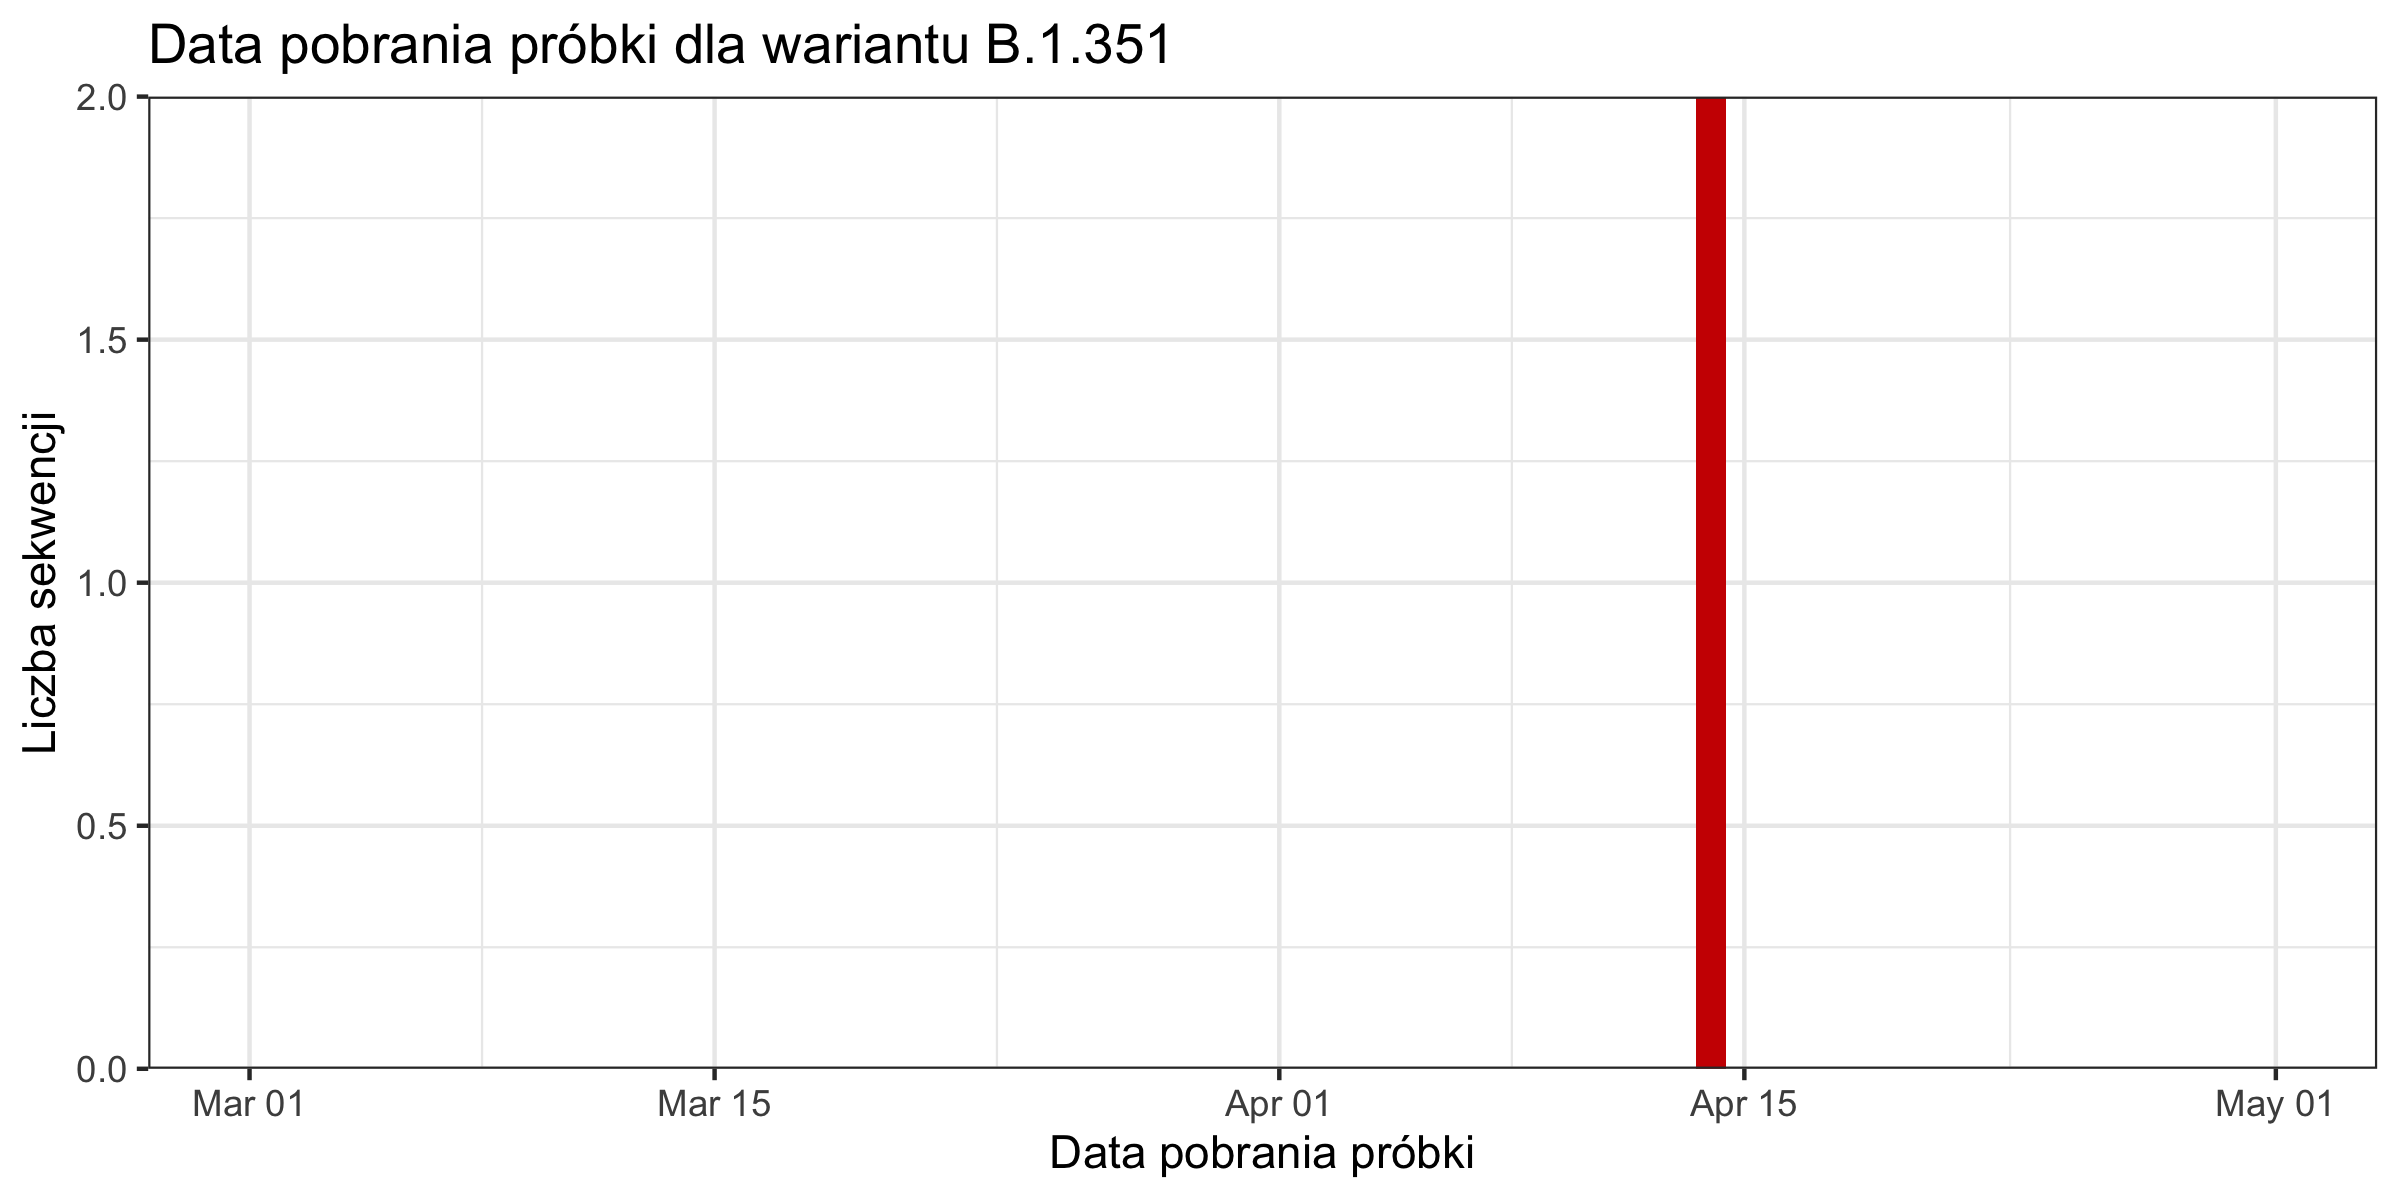 Data pobrania próbki dla wariantu B.1.351
Liczba sekwencji
2.0
1.5
1.0
0.5
0.0
Mar 01 Mar 15 Apr 01 Apr 15 May 01
Data pobrania próbki